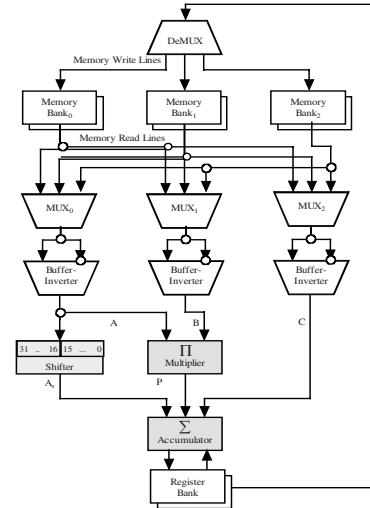 DeMUX
Memory Write Lines
Memory
Bank0
Memory
Bank1
Memory
Bank2
Memory Read Lines
MUX0
MUX1
MUX2
Buffer-
Inverter
Buffer-
Inverter
Buffer-
Inverter
A
B
C
31 .. 16 15 ... 0
Shifter
Π
Multiplier
As
P
Σ
Accumulator
Register
Bank